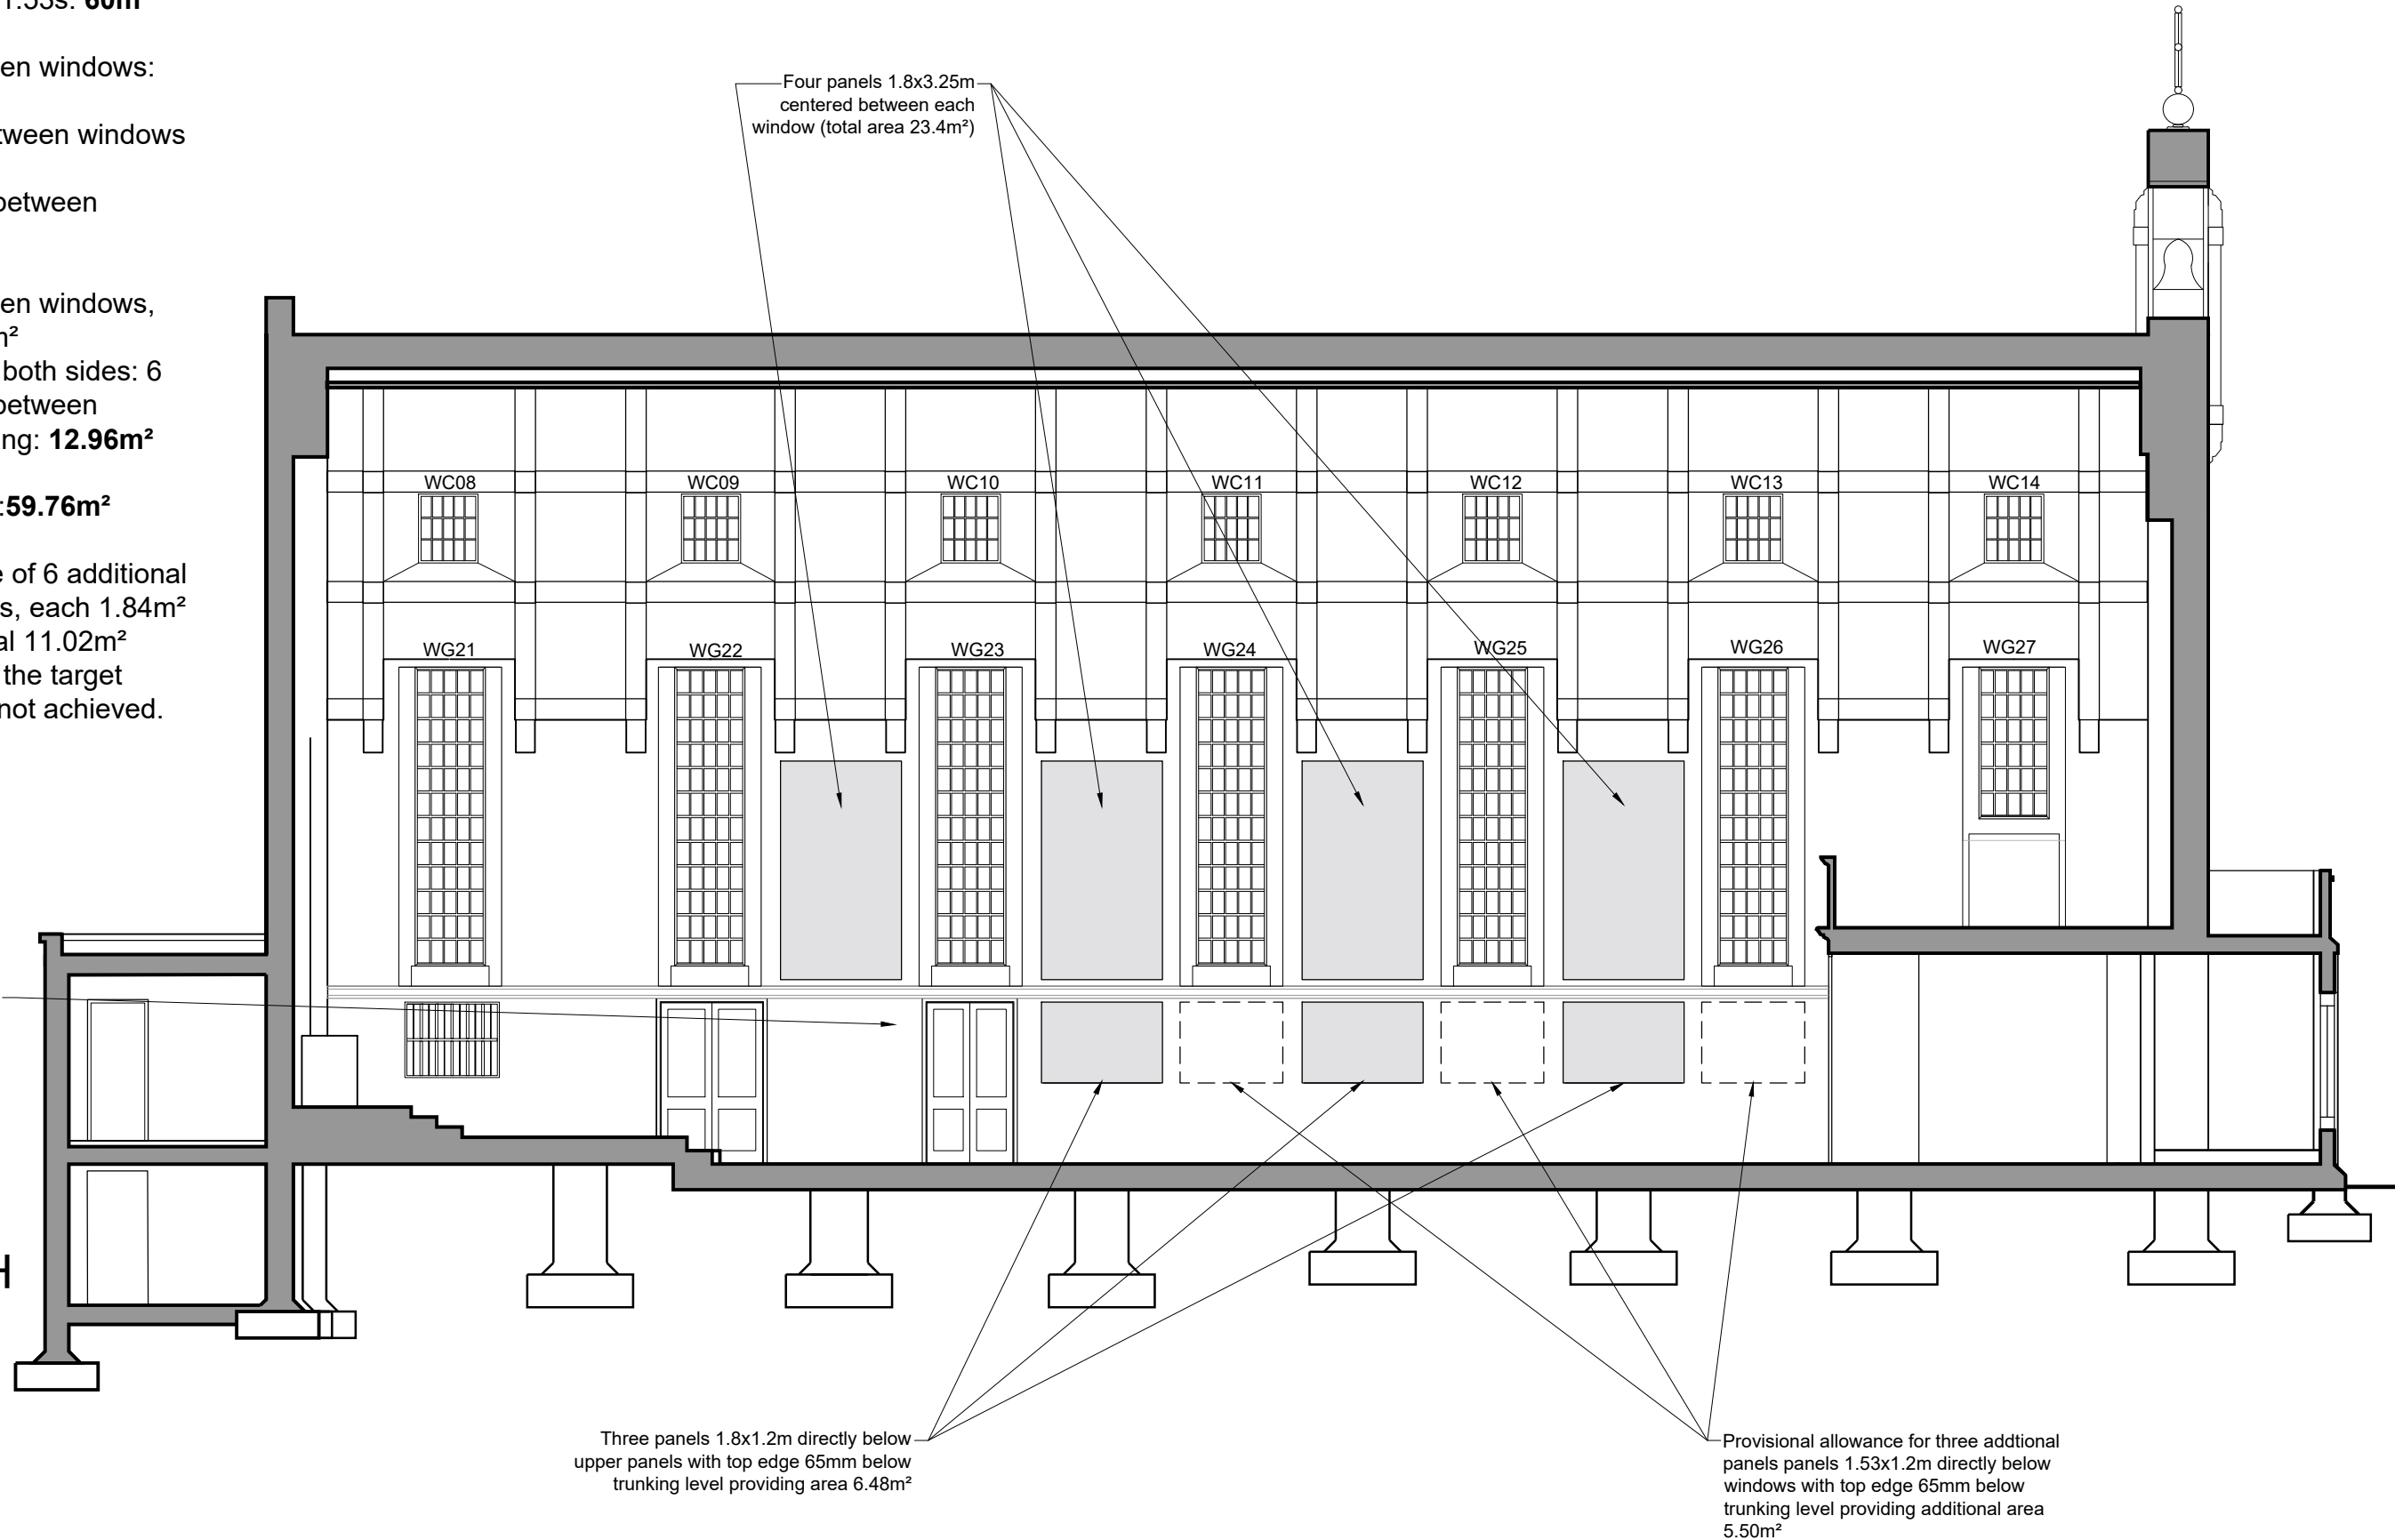 1.55s: 60m
en windows:
tween windows
between
en windows,
m²
both sides: 6
between
ng: 12.96m²
:59.76m²
e of 6 additional
s, each 1.84m²
al 11.02m²
the target
not achieved.
Four panels 1.8x3.25m
centered between each
window (total area 23.4m²)
WC08
WC09
WC10
WC11
WC12
WC13
WC14
WG21
WG22
WG23
WG24
WG25
WG26
WG27
H
Three panels 1.8x1.2m directly below
upper panels with top edge 65mm below
trunking level providing area 6.48m²
Provisional allowance for three addtional
panels panels 1.53x1.2m directly below
windows with top edge 65mm below
trunking level providing additional area
5.50m²